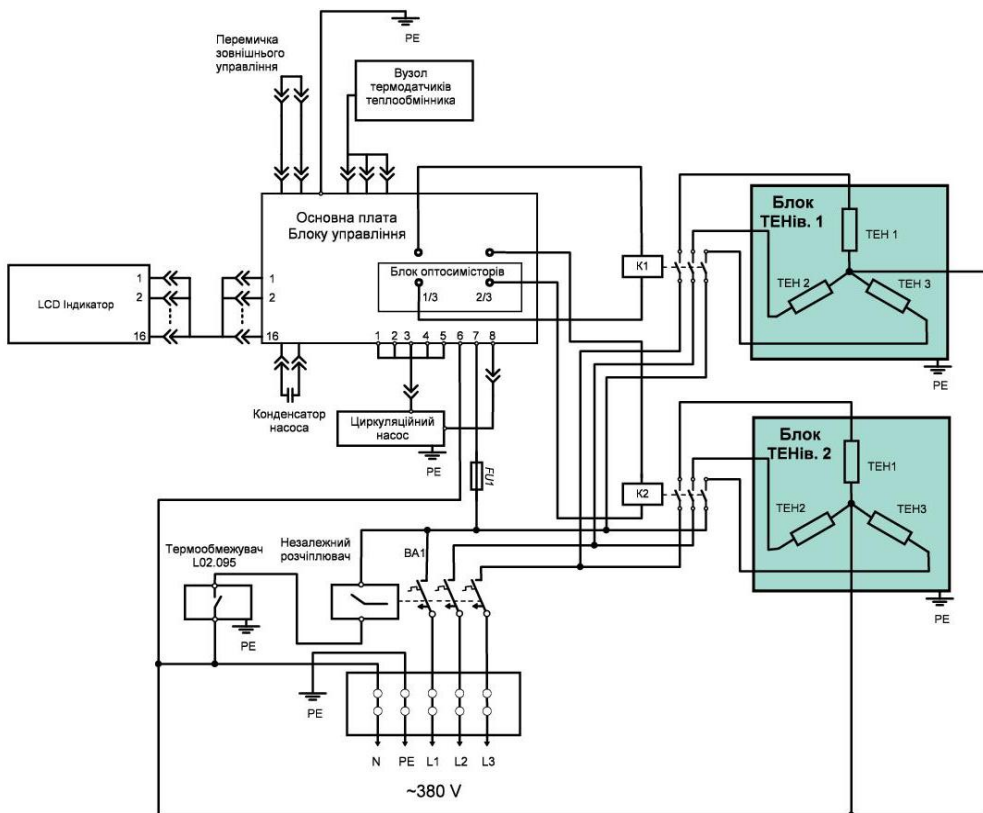 PE
Перемичка
зовнішнього
управління
Вузол
термодатчиків
теплообмінника
Основна плата
Блоку управління
Блок оптосимісторів
1/3
2/3
LCD Індикатор
1
2
16
1
2
16
1 2 3 4 5 6 7 8
Конденсатор
насоса
Циркуляційний
насос
PE
FU1
K1
Блок
ТЕНів. 1
ТЕН 1
ТЕН 2
ТЕН 3
PE
K2
Блок
ТЕНів. 2
ТЕН1
ТЕН2
ТЕН3
PE
Термообмежувач
L02.095
PE
Незалежний
розчіплювач
BA1
PE
N PE L1 L2 L3
~380 V